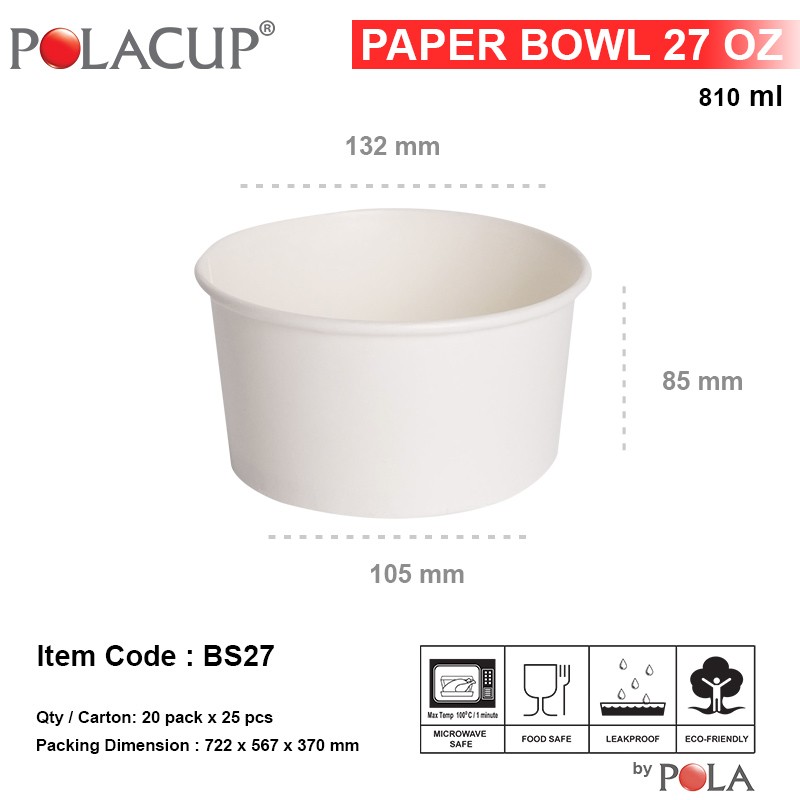 POLACUP®
PAPER BOWL 27 OZ
810 ml
132 mm
85 mm
105 mm
Item Code : BS27
Qty / Carton: 20 pack x 25 pcs
Packing Dimension : 722 x 567 x 370 mm
Max Temp 100°C / 1 minute
MICROWAVE SAFE
FOOD SAFE
LEAKPROOF
ECO-FRIENDLY
by POLA